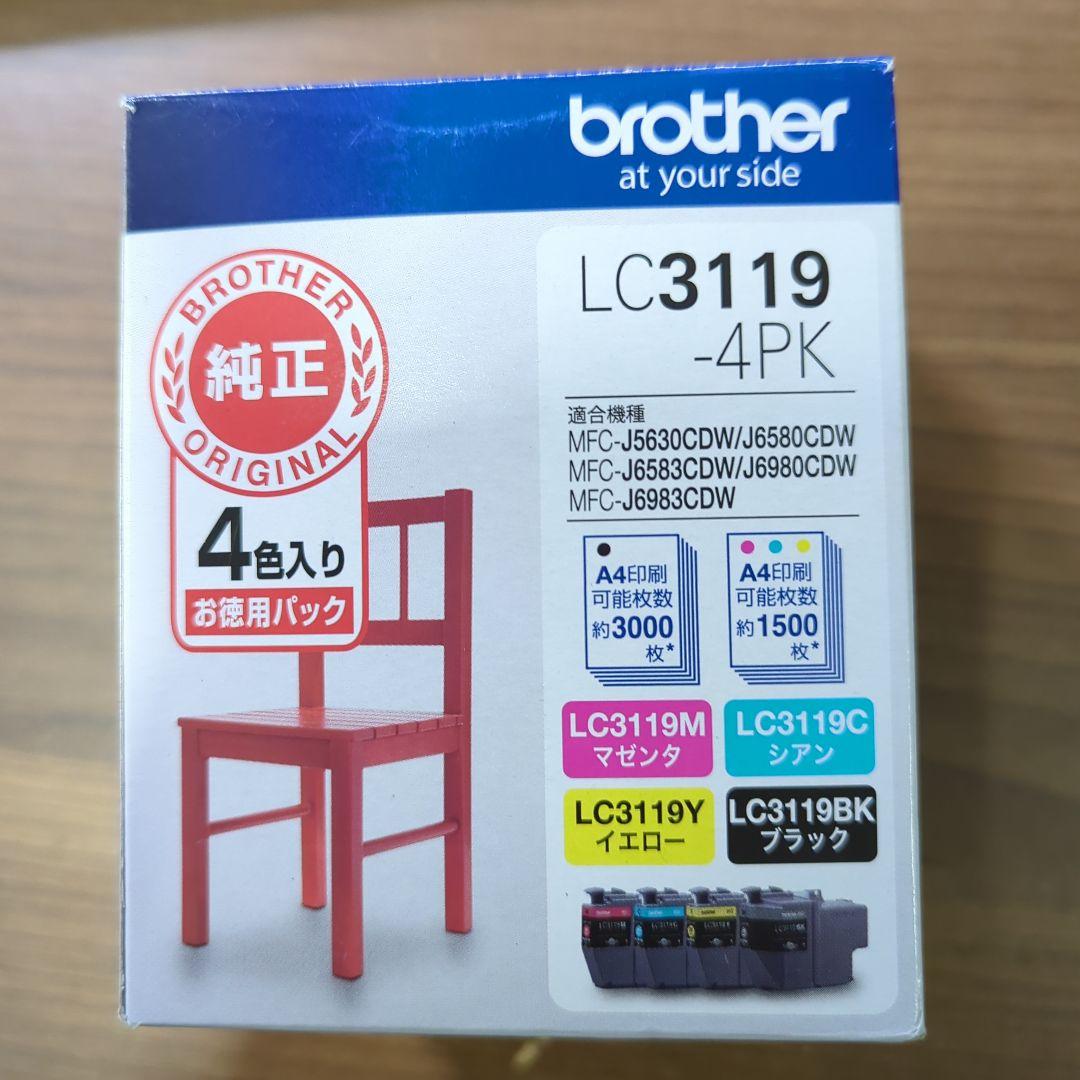 brother
at your side
BROTHER
純正
ORIGINAL
4色入り
お徳用パック
LC3119
-4PK
適合機種
MFC-J5630CDW/J6580CDW
MFC-J6583CDW/J6980CDW
MFC-J6983CDW
A4印刷
可能枚数
約3000
枚*
A4印刷
可能枚数
約1500
枚*
LC3119M
マゼンタ
LC3119C
シアン
LC3119Y
イエロー
LC3119BK
ブラック
brother
LC3119M
brother
LC3119C